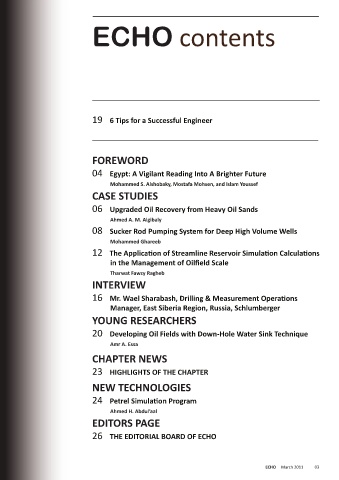 ECHO contents
19 6 Tips for a Successful Engineer
FOREWORD
04 Egypt: A Vigilant Reading Into A Brighter Future
Mohammed S. Alshobaky, Mostafa Mohsen, and Islam Youssef
CASE STUDIES
06 Upgraded Oil Recovery from Heavy Oil Sands
Ahmed A. M. Algibaly
08 Sucker Rod Pumping System for Deep High Volume Wells
Mohammed Ghareeb
12 The Application of Streamline Reservoir Simulation Calculations
in the Management of Oilfield Scale
Tharwat Fawzy Ragheb
INTERVIEW
16 Mr. Wael Sharabash, Drilling & Measurement Operations
Manager, East Siberia Region, Russia, Schlumberger
YOUNG RESEARCHERS
20 Developing Oil Fields with Down-Hole Water Sink Technique
Amr A. Essa
CHAPTER NEWS
23 HIGHLIGHTS OF THE CHAPTER
NEW TECHNOLOGIES
24 Petrel Simulation Program
Ahmed H. Abdul'aal
EDITORS PAGE
26 THE EDITORIAL BOARD OF ECHO
ECHO March 2011 03